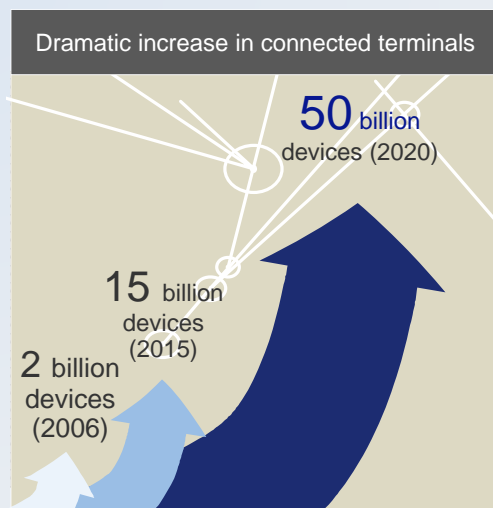 Dramatic increase in connected terminals
50 billion
devices (2020)
15 billion
devices
(2015)
2 billion
devices
(2006)